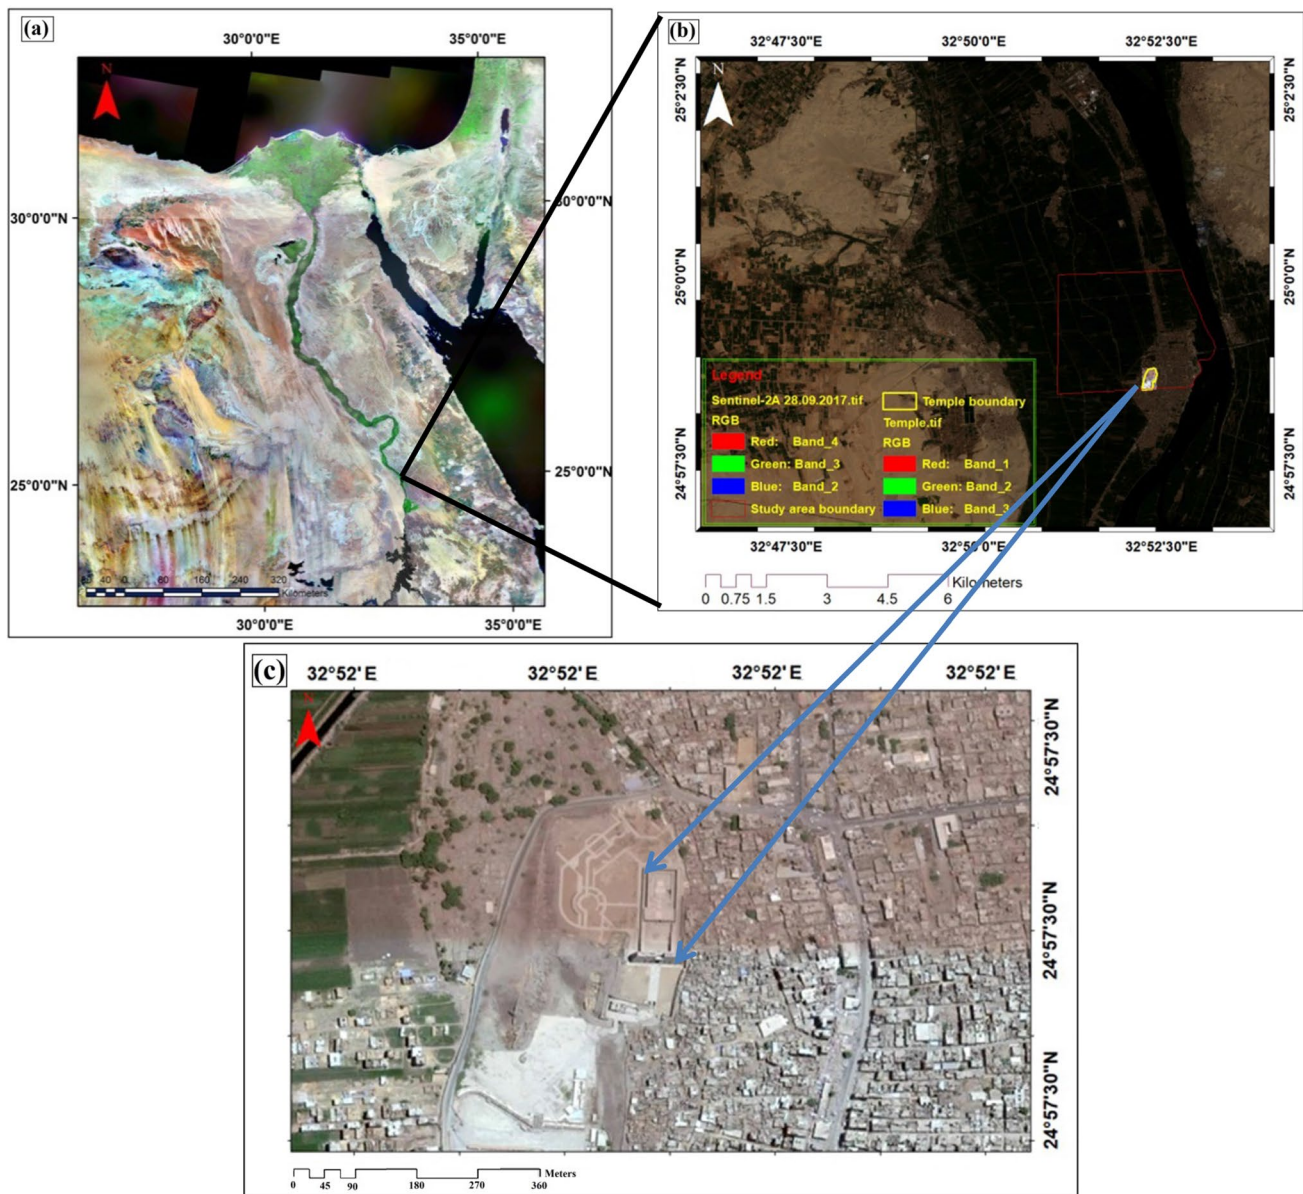 (a)
30°0'0"E 35°0'0"E
N
30°0'0"N
25°0'0"N
30°0'0"N
25°0'0"N
80 40 0 80 160 240 320
Kilometers
30°0'0"E 35°0'0"E
(b)
32°47'30"E 32°50'0"E 32°52'30"E
N
25°2'30"N
25°0'0"N
24°57'30"N
25°2'30"N
25°0'0"N
24°57'30"N
Legend
Sentinel-2A 28.09.2017.tif
RGB
Red: Band_4
Green: Band_3
Blue: Band_2
Study area boundary
Temple boundary
Temple.tif
RGB
Red: Band_1
Green: Band_2
Blue: Band_3
32°47'30"E 32°50'0"E 32°52'30"E
Kilometers
0 0.75 1.5 3 4.5 6
(c)
32°52' E 32°52' E 32°52' E 32°52' E
N
24°57'30"N
24°57'30"N
24°57'30"N
Meters
0 45 90 180 270 360